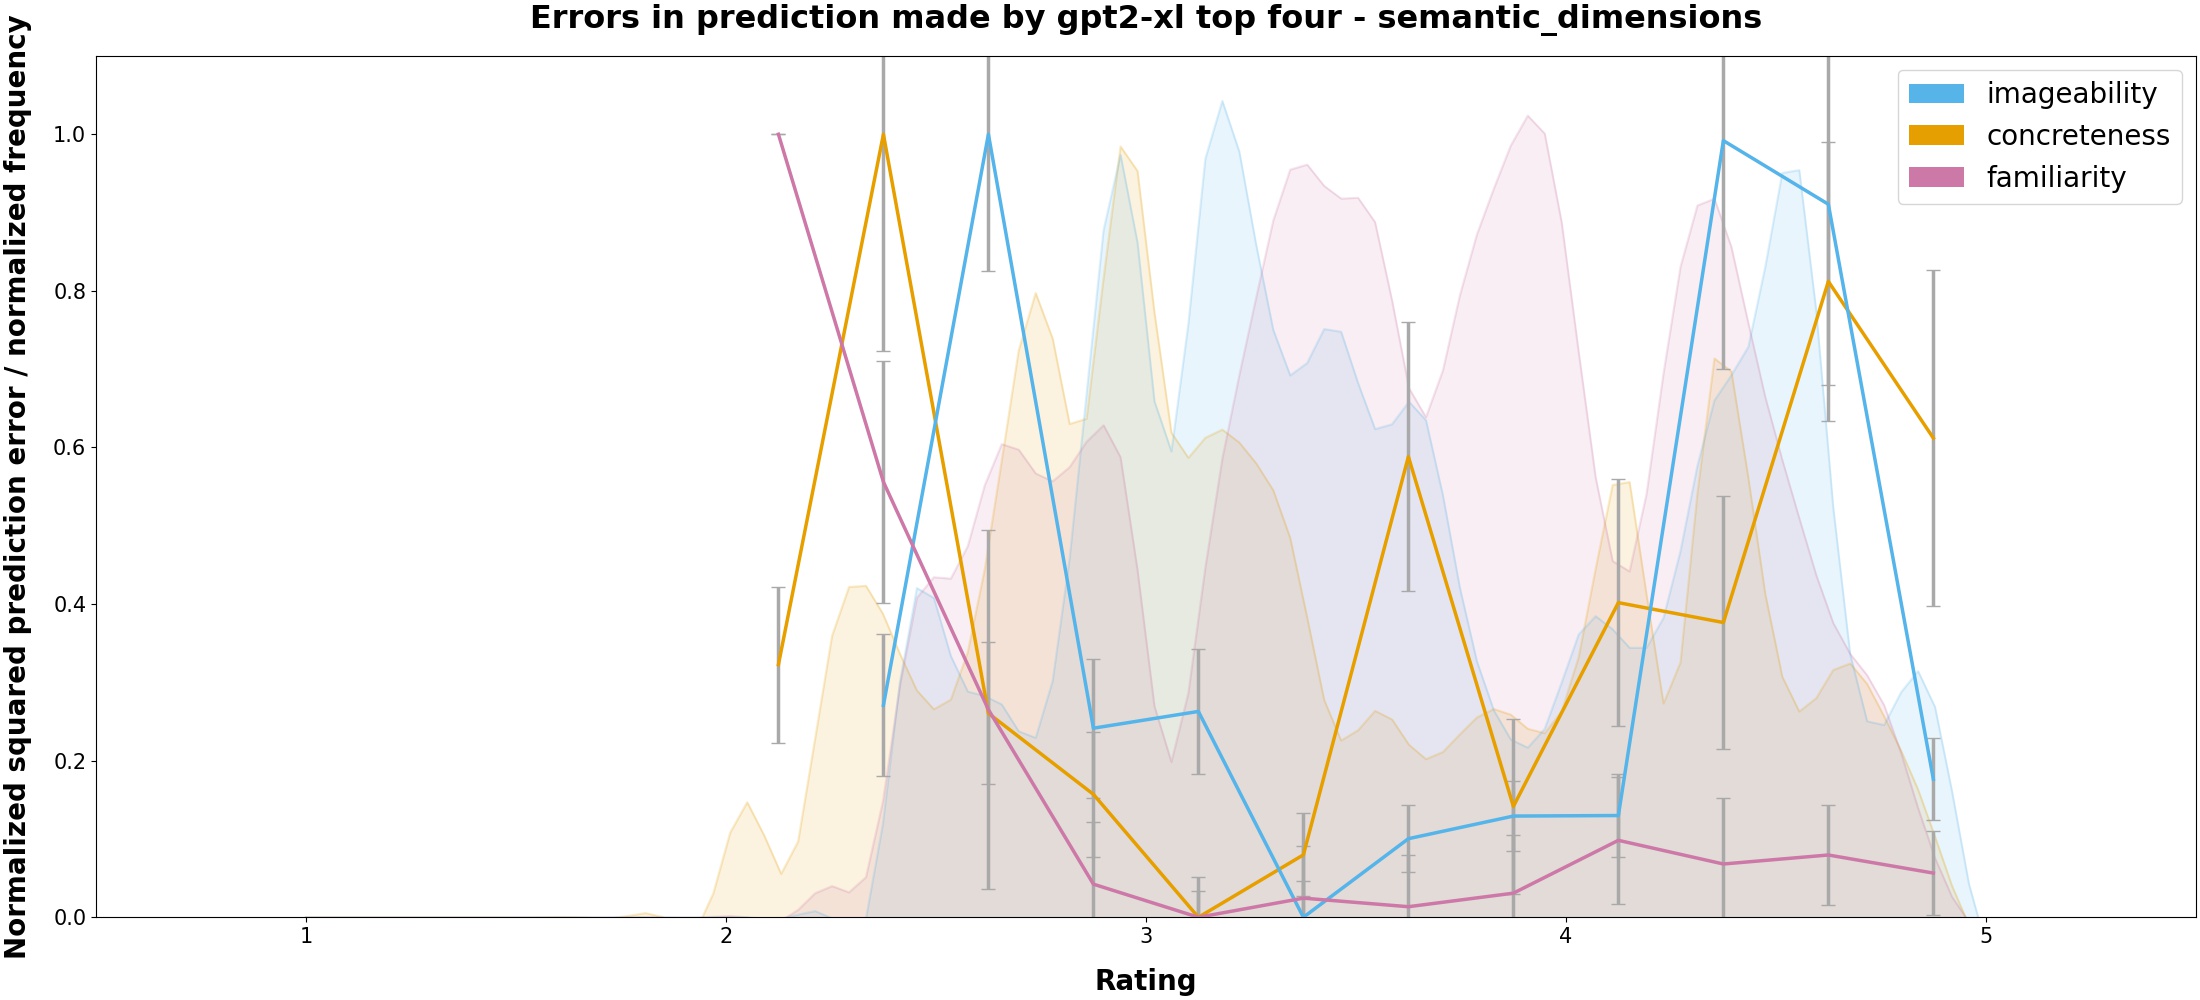 Errors in prediction made by gpt2-xl top four - semantic_dimensions
Normalized squared prediction error / normalized frequency
1.0
0.8
0.6
0.4
0.2
0.0
imageability
concreteness
familiarity
1 2 3 4 5
Rating